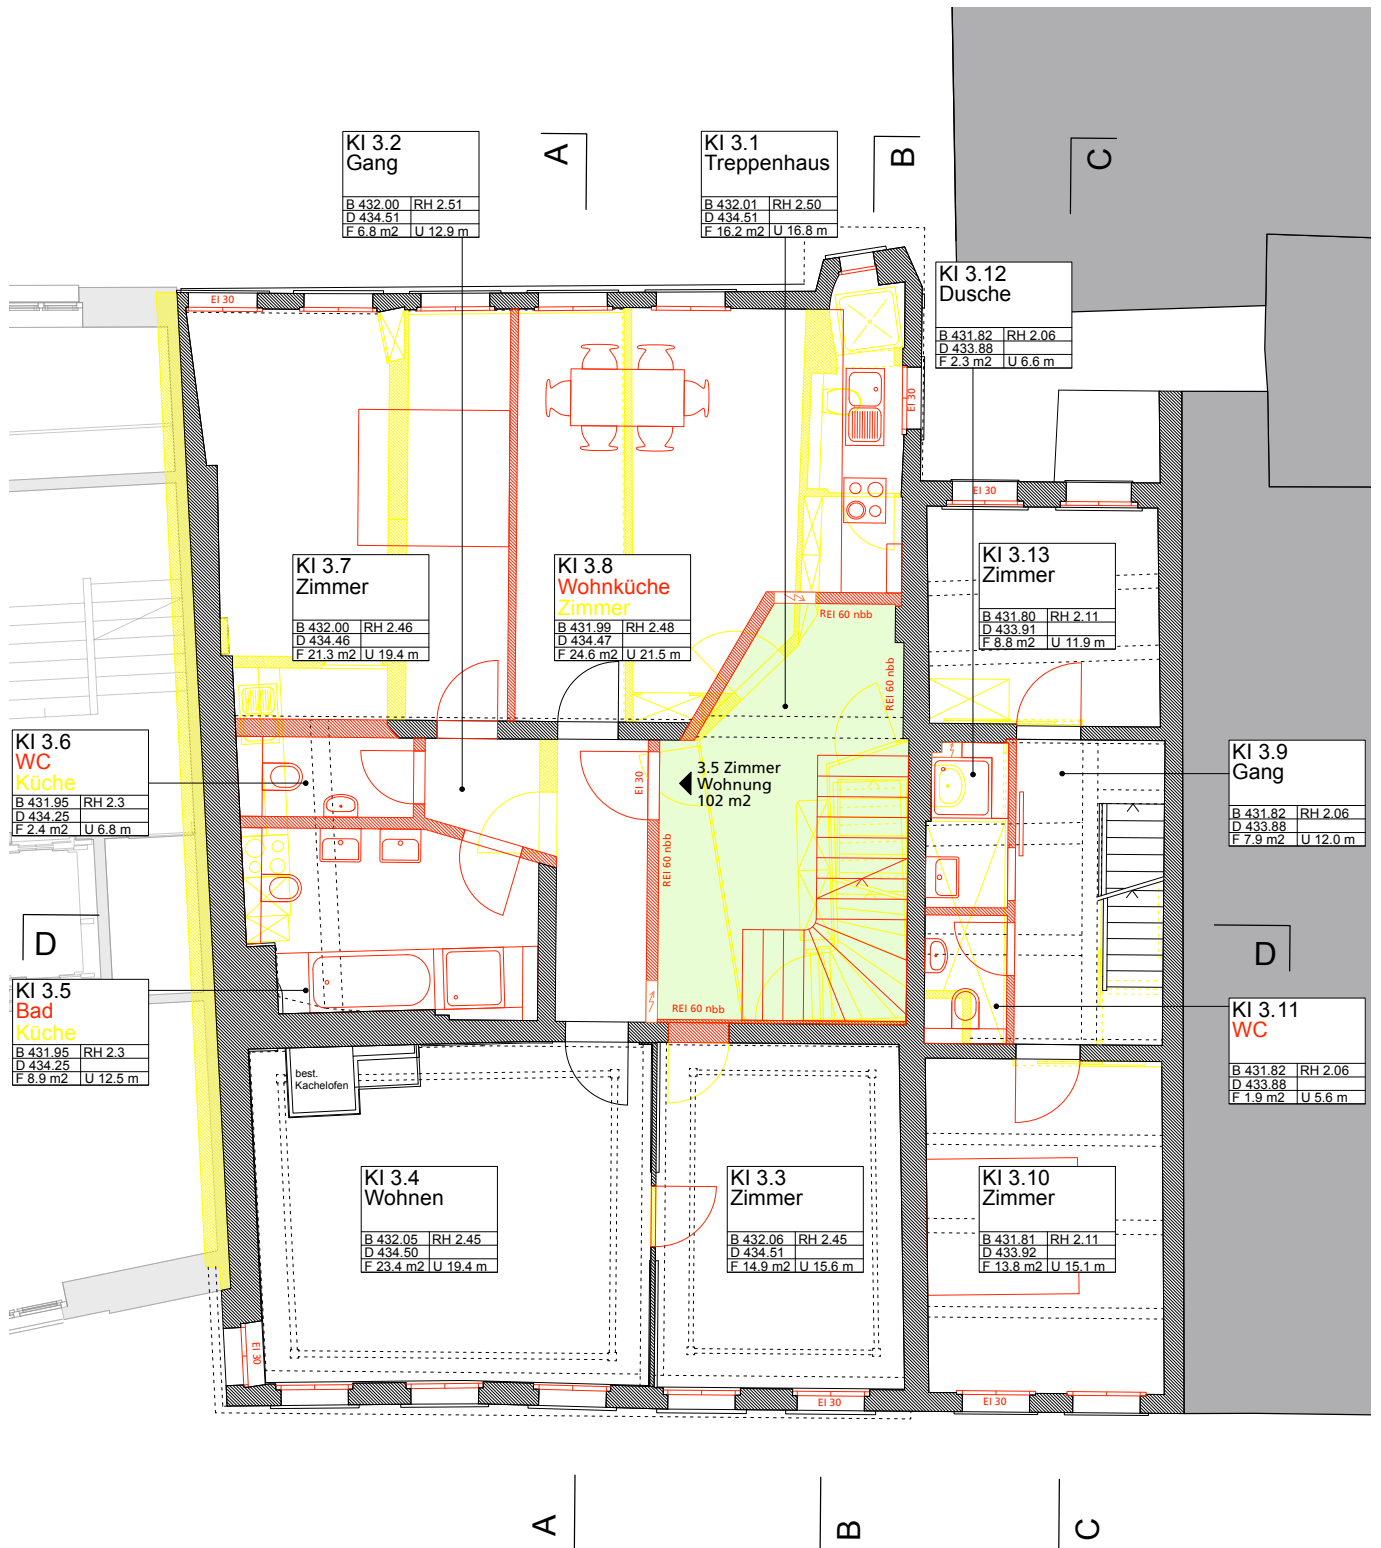 KI 3.2
Gang
B 432.00 RH 2.51
D 434.51
F 6.8 m2 U 12.9 m
A
KI 3.1
Treppenhaus
B 432.01 RH 2.50
D 434.51
F 16.2 m2 U 16.8 m
B
C
KI 3.12
Dusche
B 431.82 RH 2.06
D 433.88
F 2.3 m2 U 6.6 m
EI 30
EI 30
EI 30
KI 3.7
Zimmer
B 432.00 RH 2.46
D 434.46
F 21.3 m2 U 19.4 m
KI 3.8
Wohnküche
Zimmer
B 431.99 RH 2.48
D 434.47
F 24.6 m2 U 21.5 m
KI 3.13
Zimmer
B 431.80 RH 2.11
D 433.91
F 8.8 m2 U 11.9 m
REI 60 nbb
REI 60 nbb
KI 3.6
WC
Küche
B 431.95 RH 2.3
D 434.25
F 2.4 m2 U 6.8 m
EI 30
3.5 Zimmer
Wohnung
102 m2
KI 3.9
Gang
B 431.82 RH 2.06
D 433.88
F 7.9 m2 U 12.0 m
REI 60 nbb
D
D
KI 3.5
Bad
Küche
B 431.95 RH 2.3
D 434.25
F 8.9 m2 U 12.5 m
REI 60 nbb
KI 3.11
WC
B 431.82 RH 2.06
D 433.88
F 1.9 m2 U 5.6 m
best.
Kachelofen
KI 3.4
Wohnen
B 432.05 RH 2.45
D 434.50
F 23.4 m2 U 19.4 m
KI 3.3
Zimmer
B 432.06 RH 2.45
D 434.51
F 14.9 m2 U 15.6 m
KI 3.10
Zimmer
B 431.81 RH 2.11
D 433.92
F 13.8 m2 U 15.1 m
EI 30
EI 30
EI 30
A
B
C